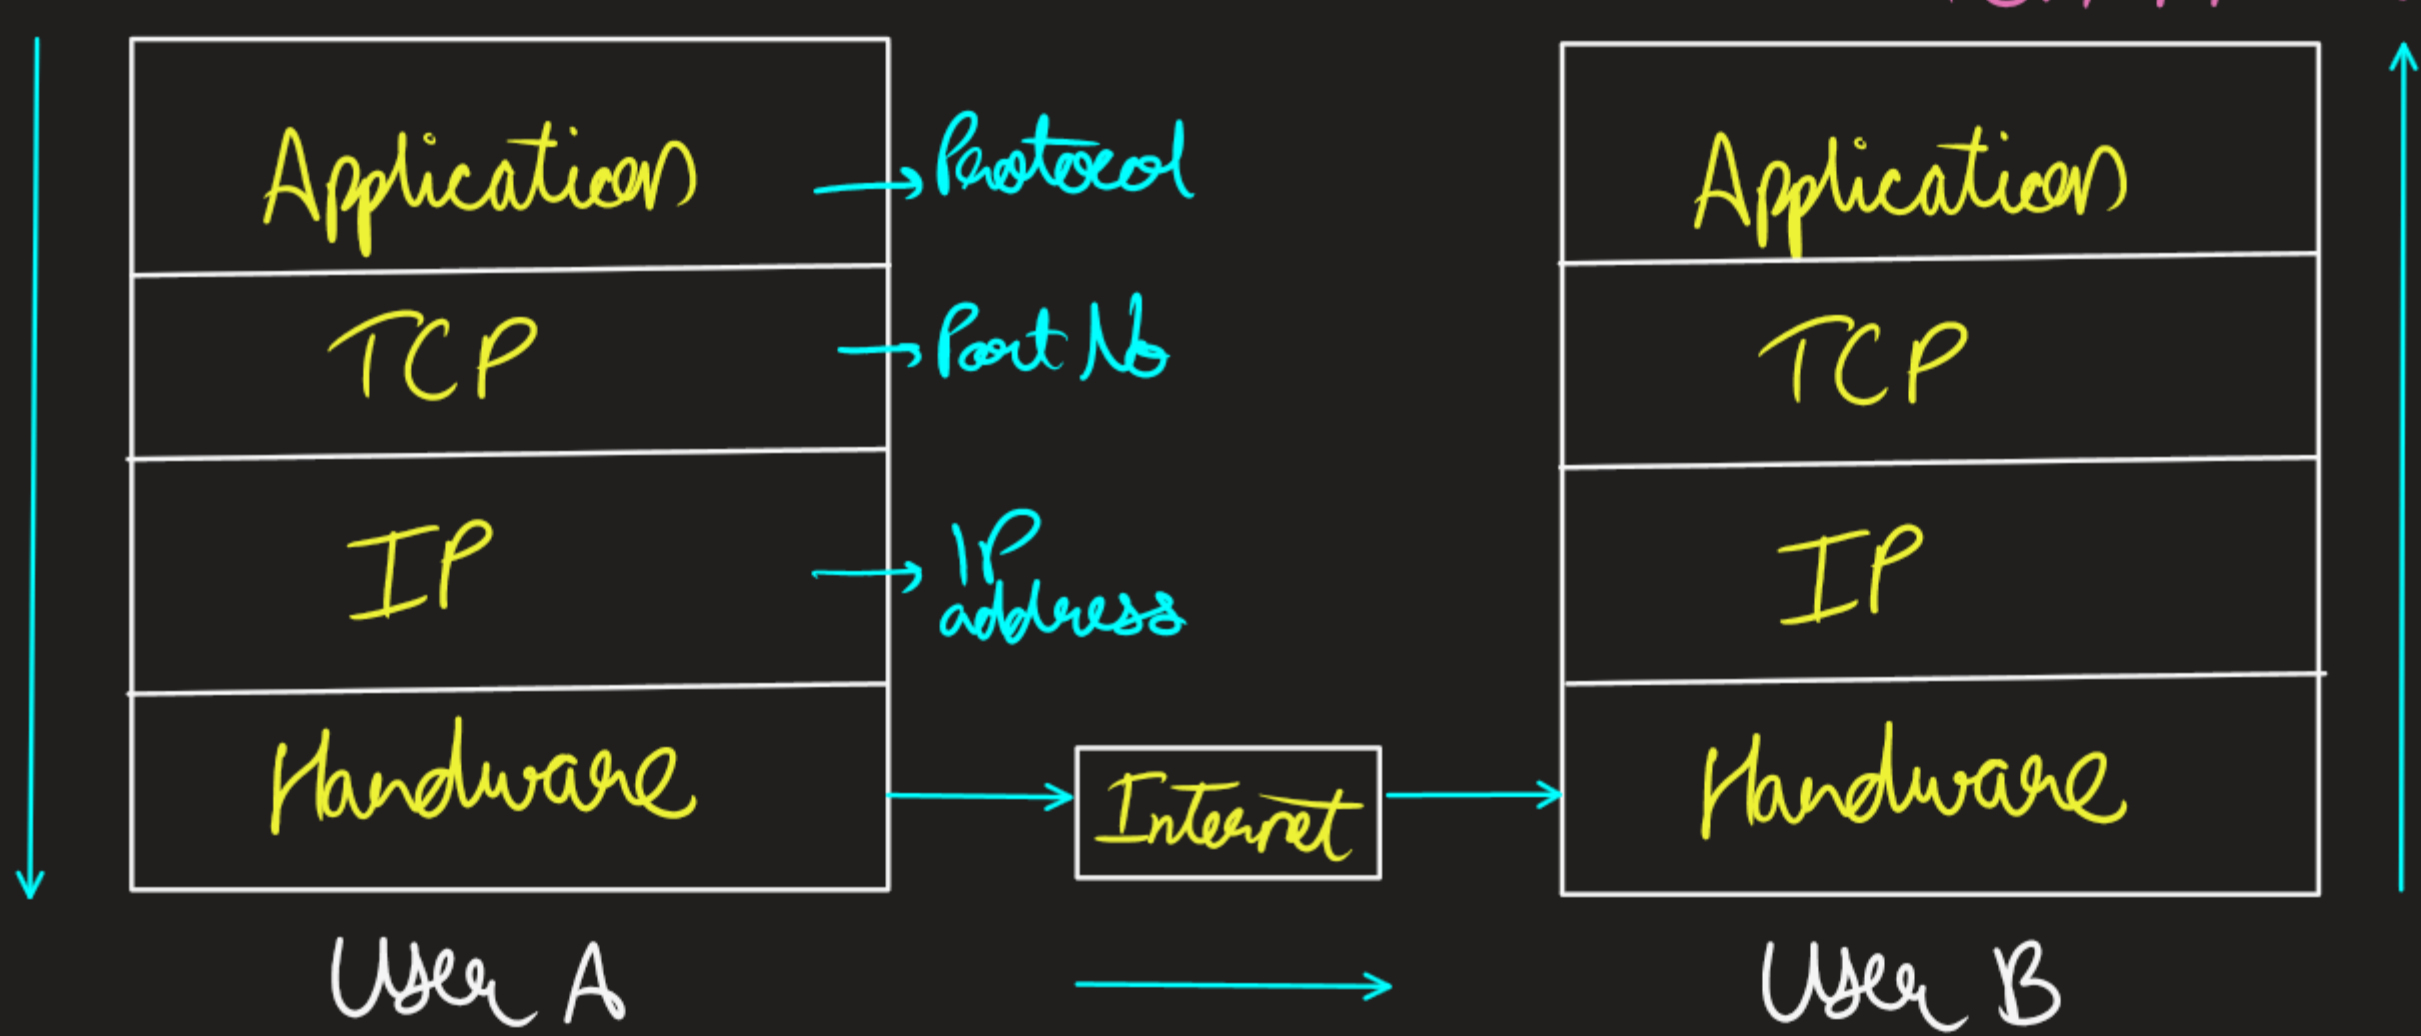 Application
Protocol
TCP
Port No
IP
IP
address
Hardware
Internet
User A
Application
TCP
IP
Hardware
User B